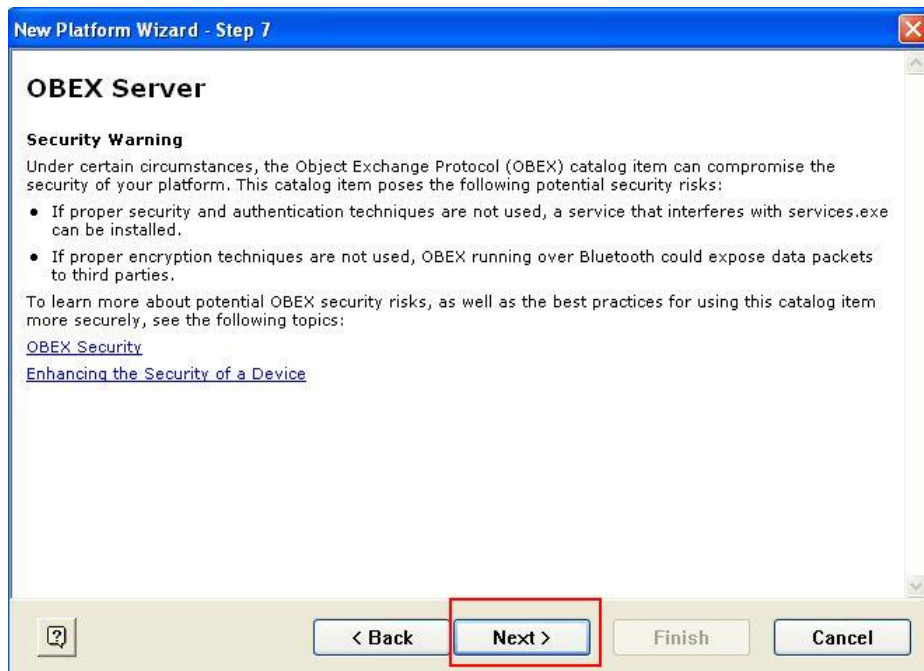 New Platform Wizard - Step 7
OBEX Server
Security Warning
Under certain circumstances, the Object Exchange Protocol (OBEX) catalog item can compromise the
security of your platform. This catalog item poses the following potential security risks:
• If proper security and authentication techniques are not used, a service that interferes with services.exe
can be installed.
• If proper encryption techniques are not used, OBEX running over Bluetooth could expose data packets
to third parties.
To learn more about potential OBEX security risks, as well as the best practices for using this catalog item
more securely, see the following topics:
OBEX Security
Enhancing the Security of a Device
? < Back Next > Finish Cancel